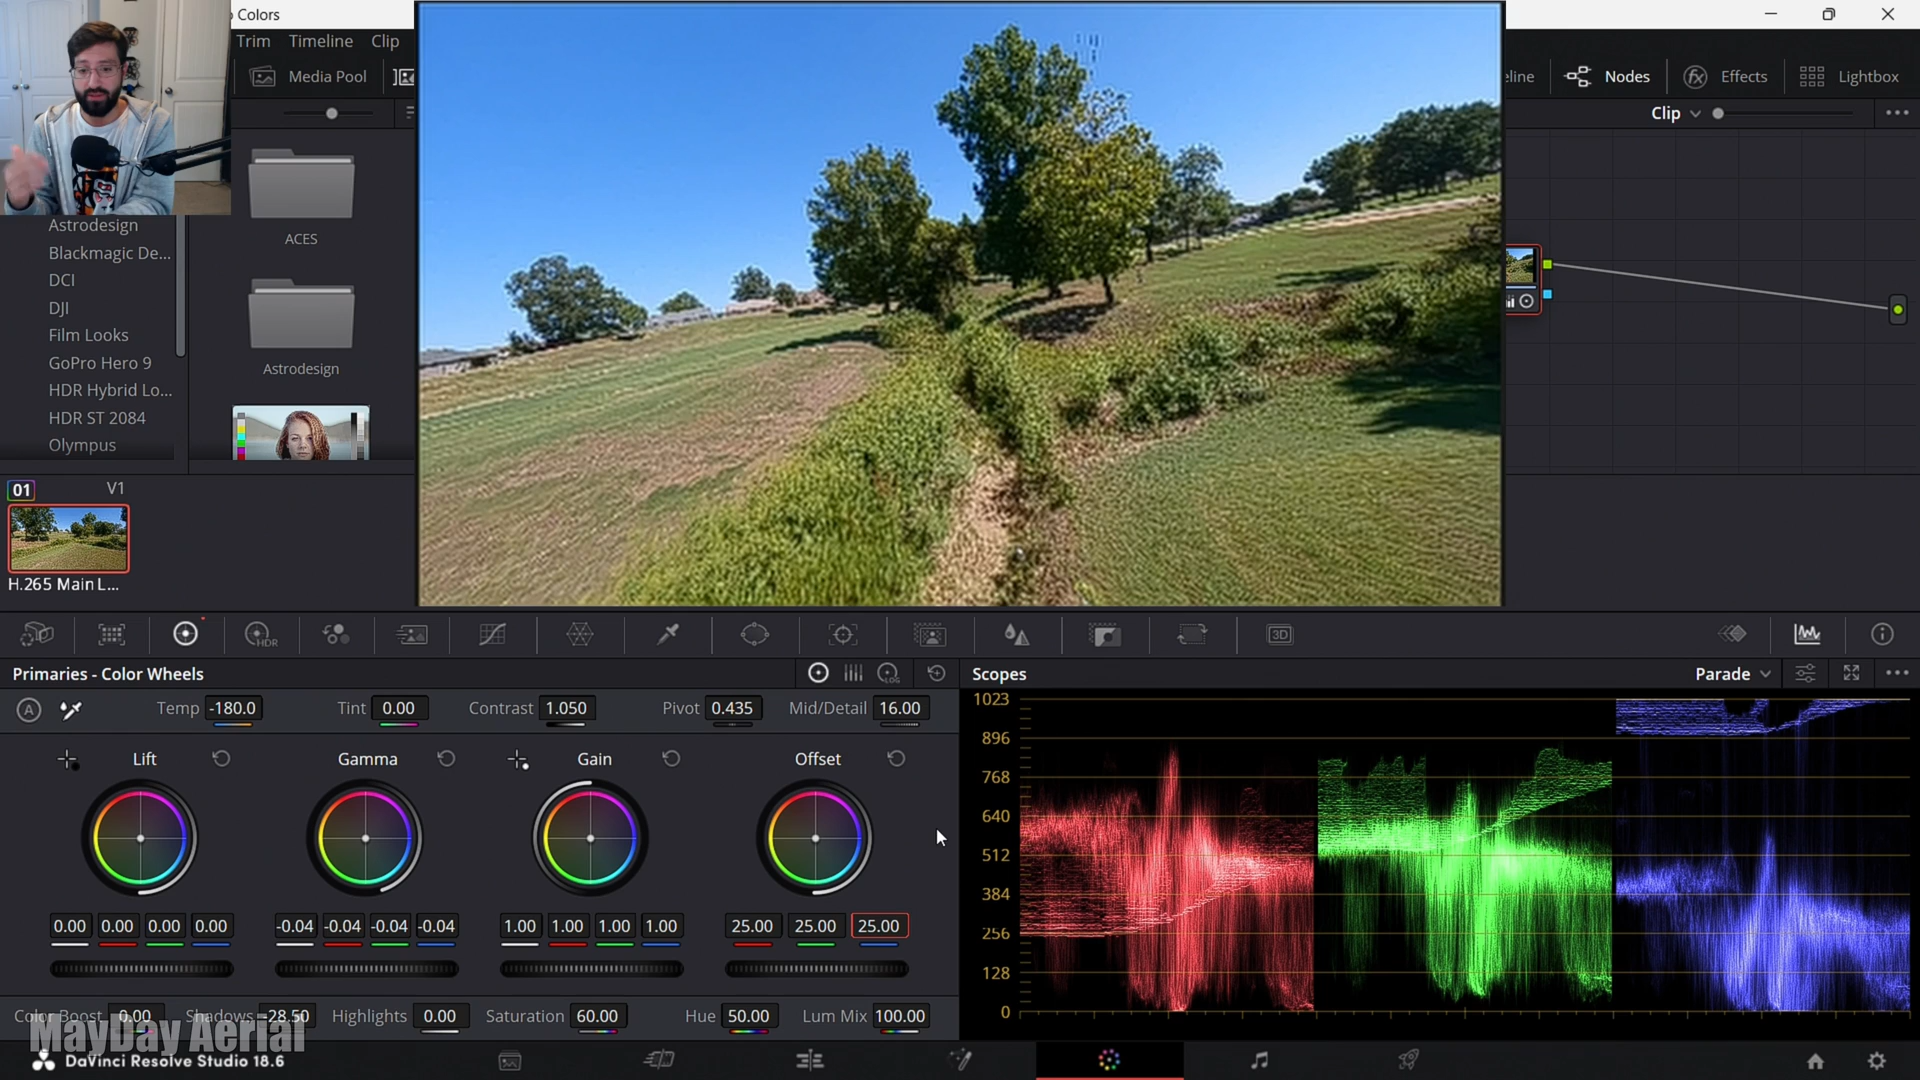 Colors
Trim Timeline Clip
Media Pool
Nodes Effects Lightbox
Clip
Astrodesign
Blackmagic De...
DCI
DJI
Film Looks
GoPro Hero 9
HDR Hybrid Lo...
HDR ST 2084
Olympus
ACES
Astrodesign
01 V1
H.265 Main L...
HDR
3D
Primaries - Color Wheels
LOG
Scopes
Parade
A Temp -180.0 Tint 0.00 Contrast 1.050 Pivot 0.435 Mid/Detail 16.00
Lift Gamma Gain Offset
0.00 0.00 0.00 0.00 -0.04 -0.04 -0.04 -0.04 1.00 1.00 1.00 1.00 25.00 25.00 25.00
Color Boost 0.00 Shadows -28.50 Highlights 0.00 Saturation 60.00 Hue 50.00 Lum Mix 100.00
1023
896
768
640
512
384
256
128
0
MayDay Aerial
DaVinci Resolve Studio 18.6